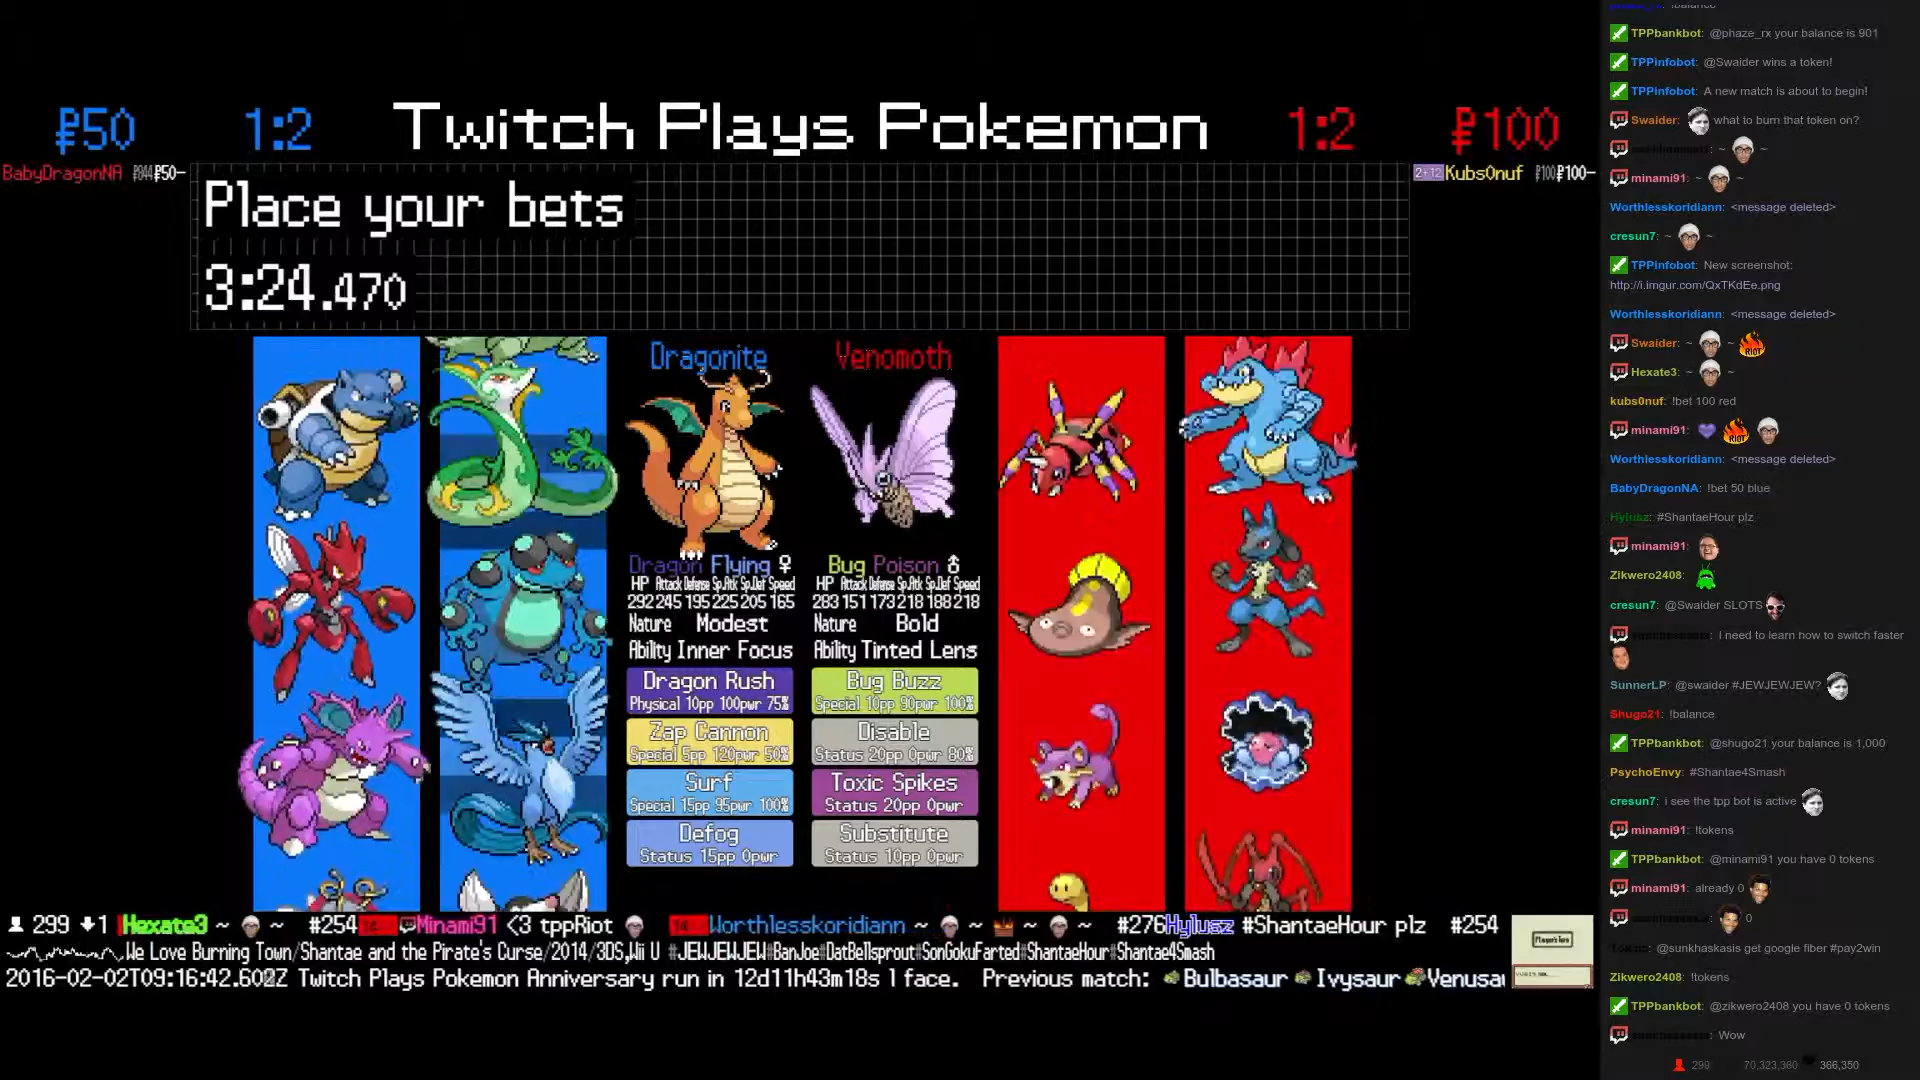 ₽50 1:2 Twitch Plays Pokemon 1:2 ₽100
BabyDragonNA ₽844 ₽50-
2+12 Kubs0nuf ₽100 ₽100-
Place your bets
3:24.470
Dragonite
Dragon Flying ♀
HP Attack Defense Sp.Atk Sp.Def Speed
292 245 195 225 205 165
Nature Modest
Ability Inner Focus
Dragon Rush
Physical 10pp 100pwr 75%
Zap Cannon
Special 5pp 120pwr 50%
Surf
Special 15pp 95pwr 100%
Defog
Status 15pp 0pwr
Venomoth
Bug Poison ♂
HP Attack Defense Sp.Atk Sp.Def Speed
283 151 173 218 188 218
Nature Bold
Ability Tinted Lens
Bug Buzz
Special 10pp 90pwr 100%
Disable
Status 20pp 0pwr 80%
Toxic Spikes
Status 20pp 0pwr
Substitute
Status 10pp 0pwr
299 1 Hexate3 ~ ~ #254 Minami91 <3 tppRiot Worthlesskoridiann ~ ~ ~ ~ #276 Hylusz #ShantaeHour plz #254
We Love Burning Town/Shantae and the Pirate's Curse/2014/3DS,Wii U #JEWJEWJEW#BanJoe#DatBellsprout#SonGokuFarted#ShantaeHour#Shantae4Smash
Twitch Plays Pokemon Anniversary run in 12d11h43m18s 1 face. Previous match: Bulbasaur Ivysaur Venusau
!balance
TPPbankbot: @phaze_rx your balance is 901
TPPinfobot: @Swaider wins a token!
TPPinfobot: A new match is about to begin!
Swaider: what to burn that token on?
: ~ ~
minami91: ~ ~
Worthlesskoridiann: <message deleted>
cresun7: ~ ~
TPPinfobot: New screenshot:
http://i.imgur.com/QxTKdEe.png
Worthlesskoridiann: <message deleted>
Swaider: ~ ~ RIOT
Hexate3: ~ ~
kubs0nuf: !bet 100 red
minami91: RIOT
Worthlesskoridiann: <message deleted>
BabyDragonNA: !bet 50 blue
Hylusz: #ShantaeHour plz
minami91:
Zikwero2408:
cresun7: @Swaider SLOTS
: I need to learn how to switch faster
SunnerLP: @swaider #JEWJEWJEW?
Shugo21: !balance
TPPbankbot: @shugo21 your balance is 1,000
PsychoEnvy: #Shantae4Smash
cresun7: i see the tpp bot is active
minami91: !tokens
TPPbankbot: @minami91 you have 0 tokens
minami91: already 0
: 0
: @sunkhaskasis get google fiber #pay2win
Zikwero2408: !tokens
TPPbankbot: @zikwero2408 you have 0 tokens
: Wow
299 70,323,360 366,350